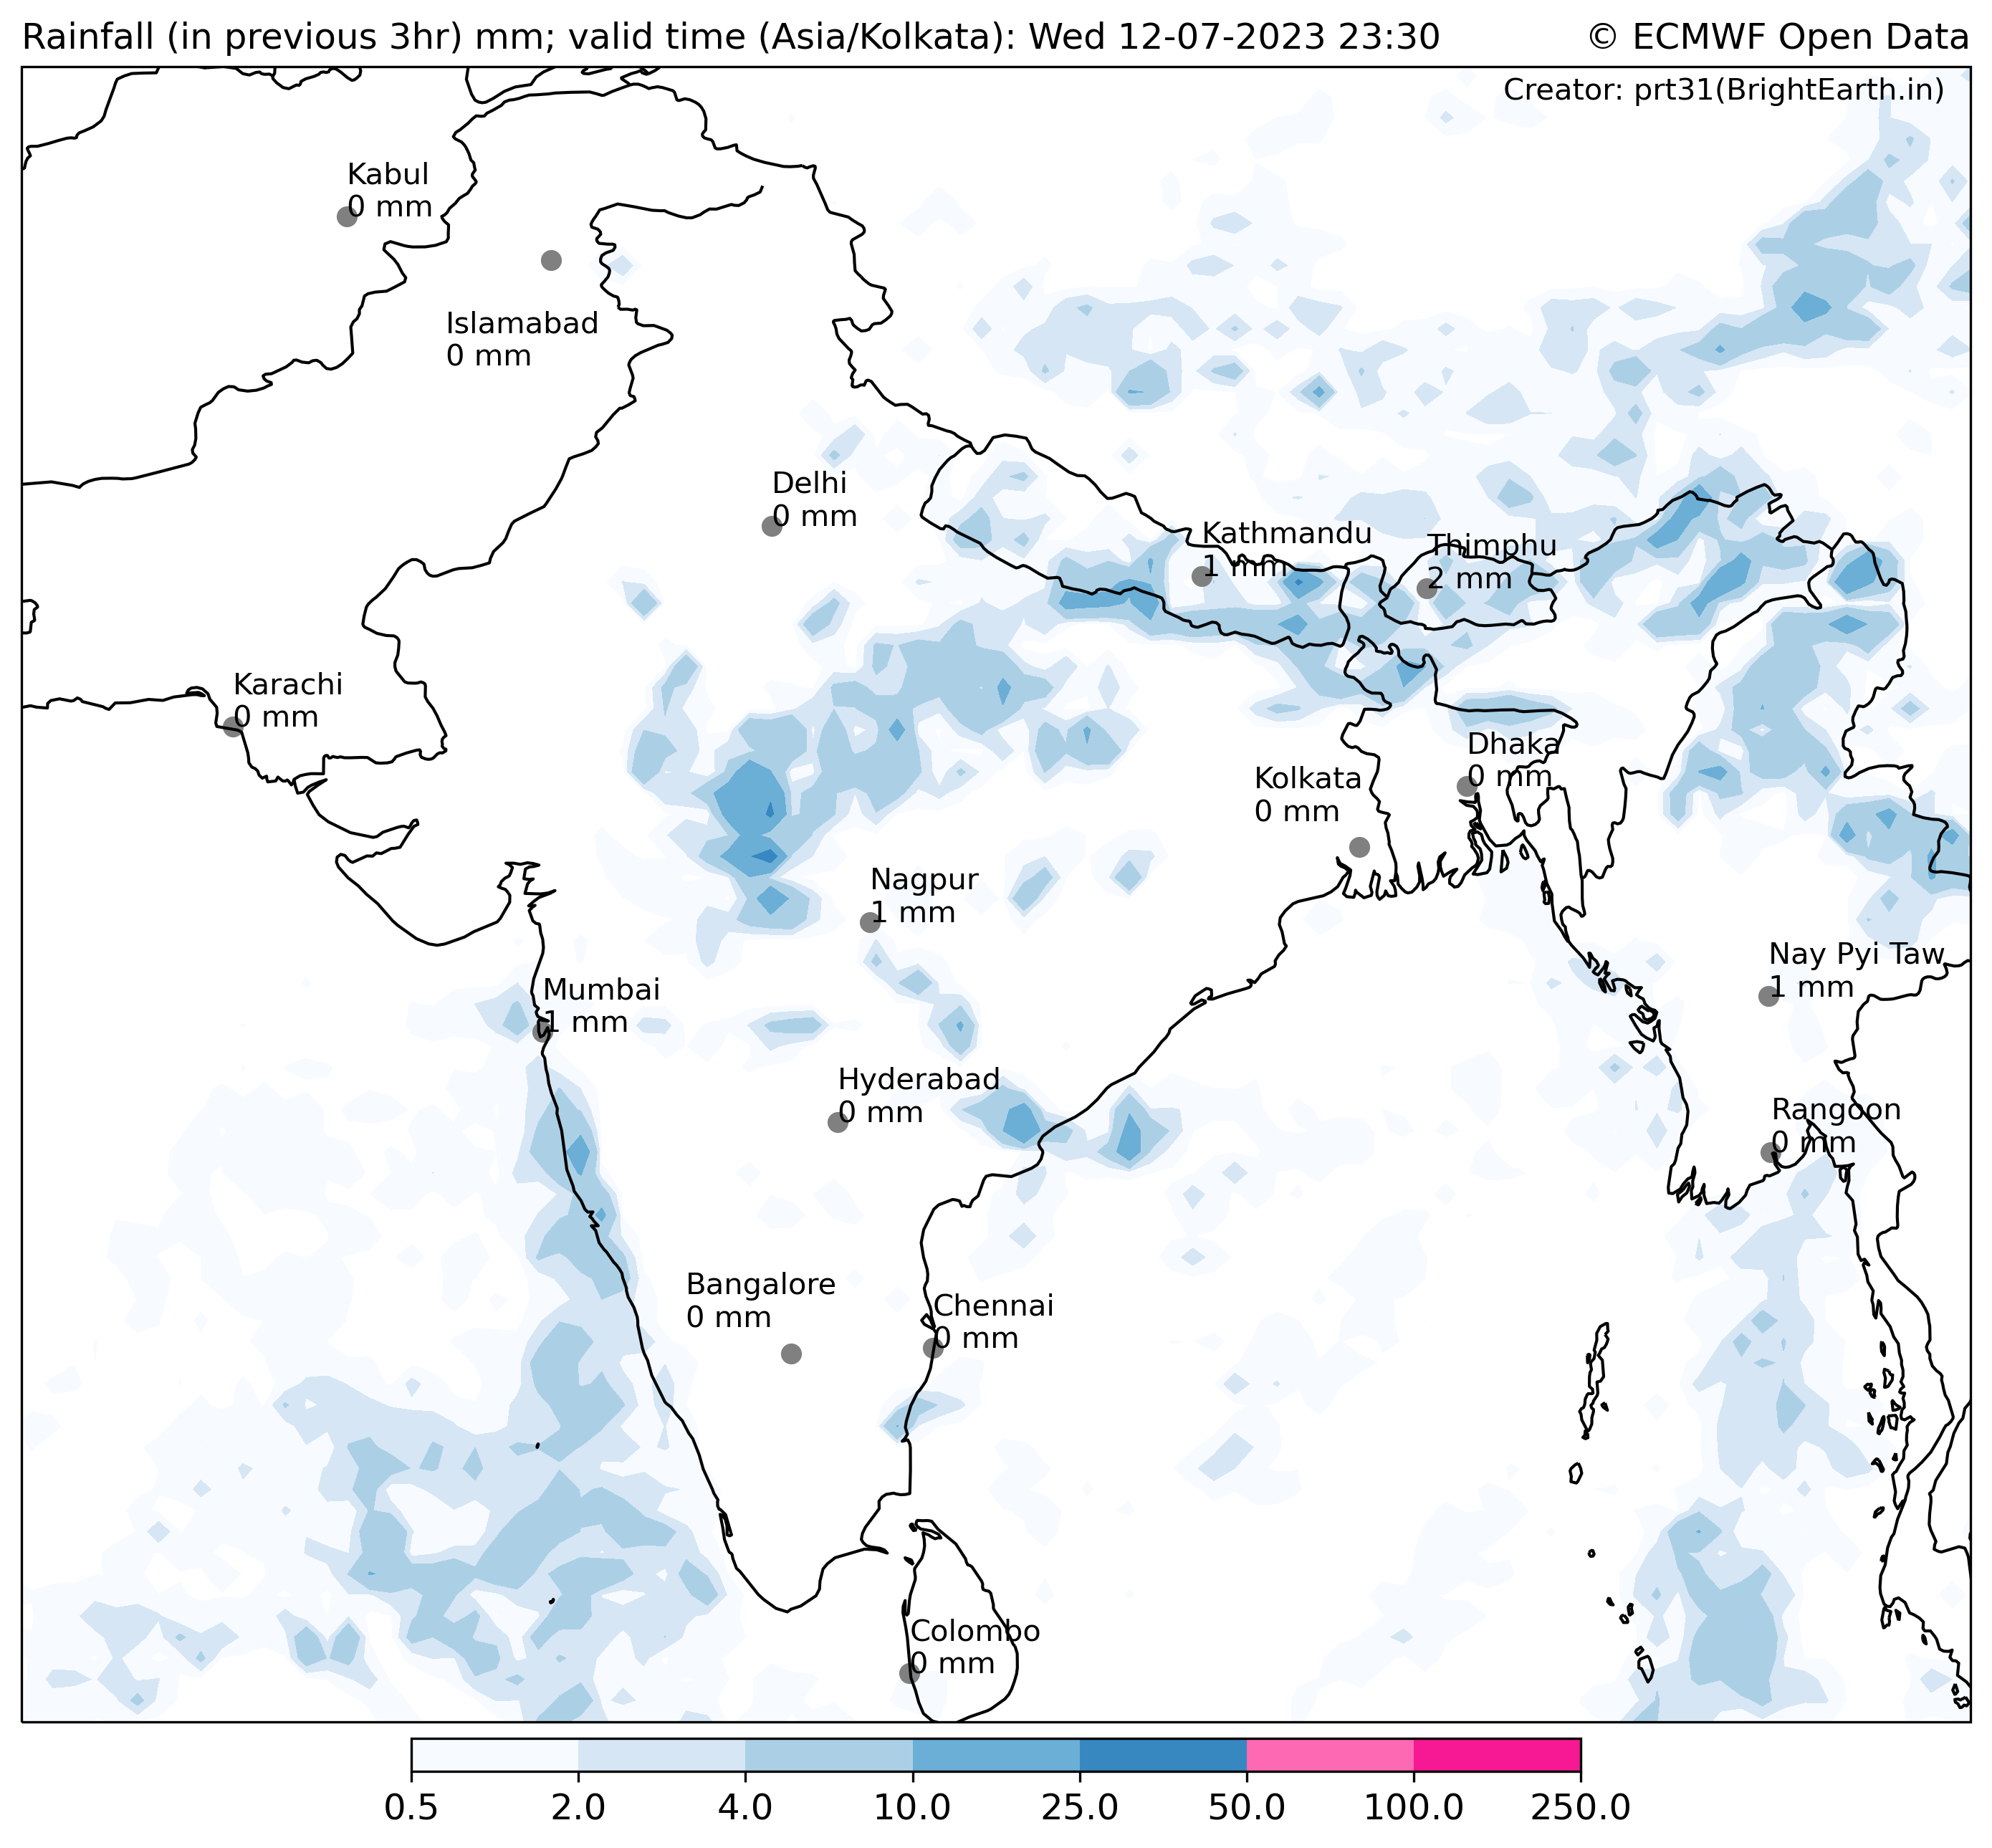 Rainfall (in previous 3hr) mm; valid time (Asia/Kolkata): Wed 12-07-2023 23:30
© ECMWF Open Data
Creator: prt31(BrightEarth.in)
Kabul
0 mm
Islamabad
0 mm
Delhi
0 mm
Kathmandu
1 mm
Thimphu
2 mm
Karachi
0 mm
Dhaka
0 mm
Kolkata
0 mm
Nagpur
1 mm
Nay Pyi Taw
1 mm
Mumbai
1 mm
Hyderabad
0 mm
Rangoon
0 mm
Bangalore
0 mm
Chennai
0 mm
Colombo
0 mm
0.5 2.0 4.0 10.0 25.0 50.0 100.0 250.0